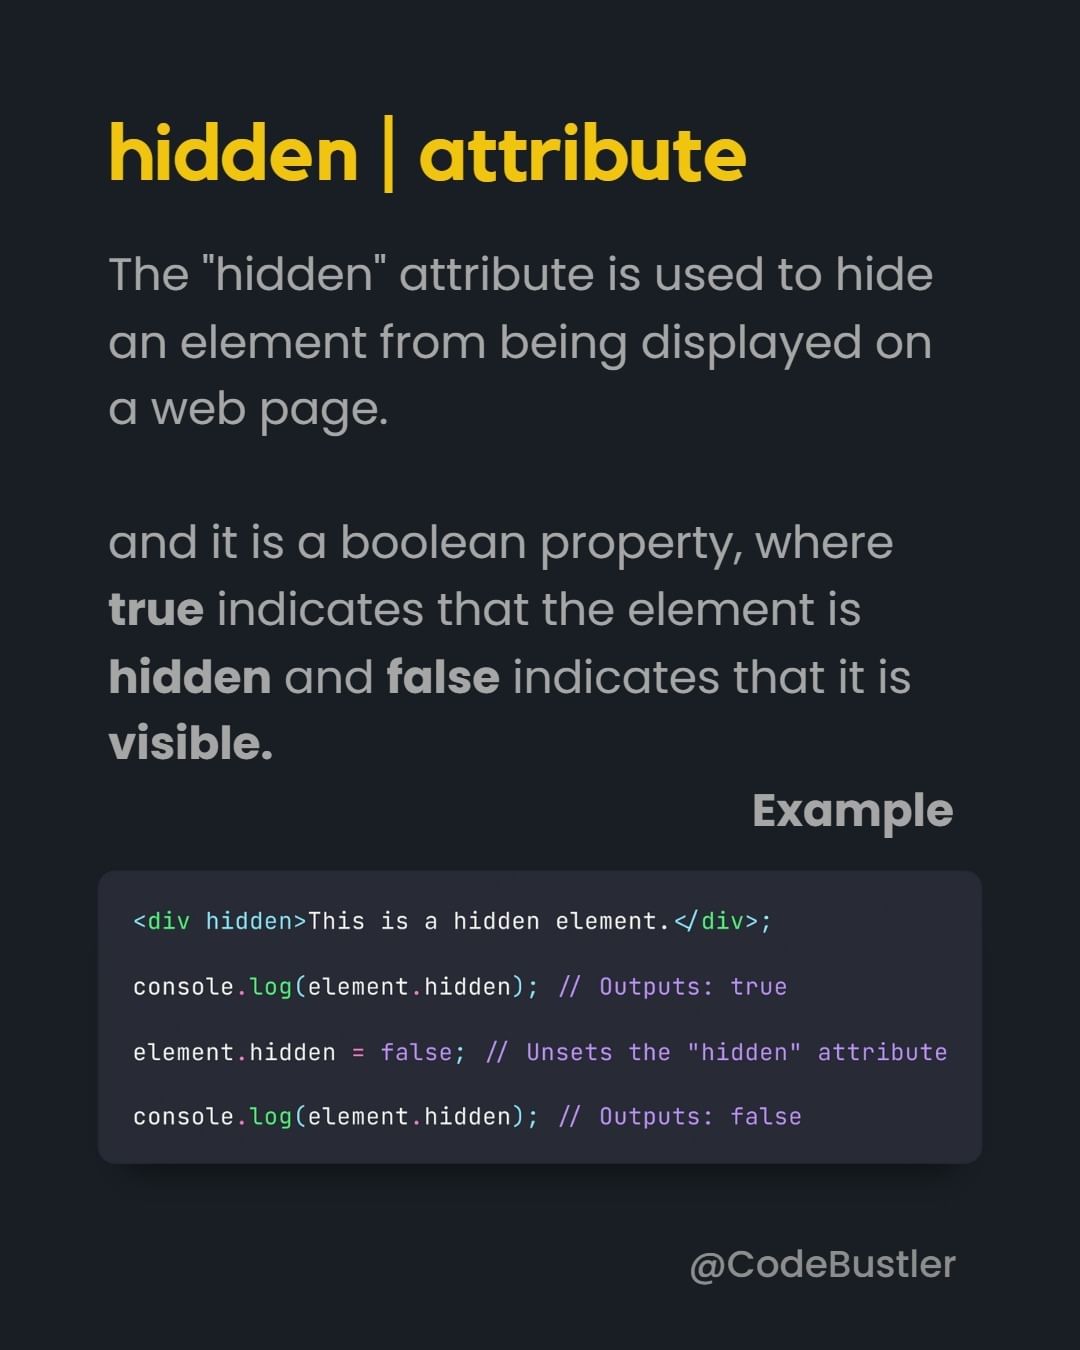 hidden | attribute
The "hidden" attribute is used to hide
an element from being displayed on
a web page.
and it is a boolean property, where
true indicates that the element is
hidden and false indicates that it is
visible.
Example
<div hidden>This is a hidden element.</div>;
console.log(element.hidden); // Outputs: true
element.hidden = false; // Unsets the "hidden" attribute
console.log(element.hidden); // Outputs: false
@CodeBustler